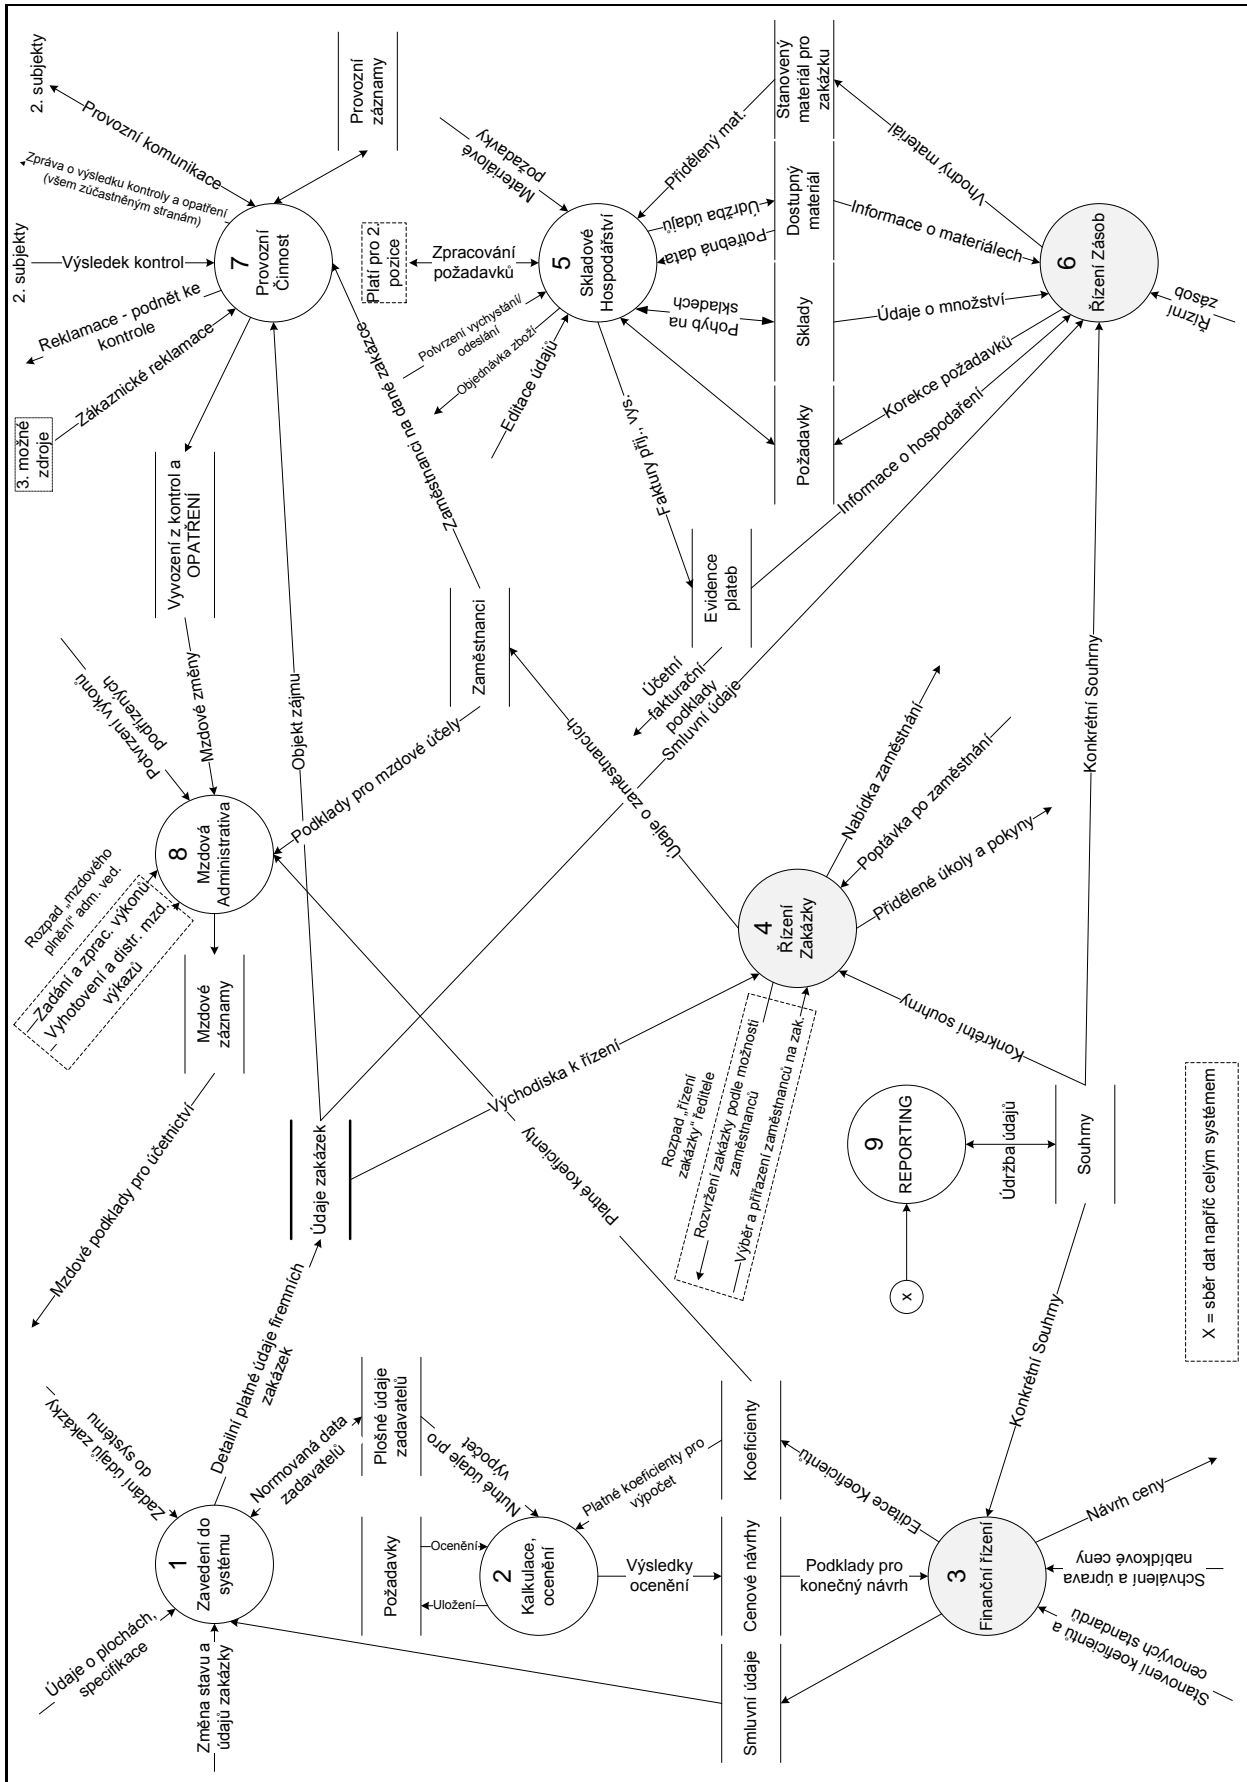 Údaje o plochách,
specifikace
Změna stavu a
údajů zakázky
Zadání údajů zakázky
do systému
1
Zavedení do
systému
Detailní platné údaje firemních
zakázek
Normovaná data
zadavatelů
Plošné údaje
zadavatelů
Nutné údaje pro
výpočet
Požadavky
Ocenění
Uložení
2
Kalkulace,
ocenění
Platné koeficienty pro
výpočet
Výsledky
ocenění
Smluvní údaje
Cenové návrhy
Koeficienty
Podklady pro
konečný návrh
Editace Koeficientů
3
Finanční řízení
Stanovení koeficientů a
cenových standardů
Schválení a úprava
nabídkové ceny
Návrh ceny
Konkrétní Souhrny
Mzdové podklady pro účetnictví
Mzdové
záznamy
Rozpad „mzdového
plnění“ adm. ved.
Zadání a zprac. výkonů
Vyhotovení a distr. mzd.
výkazů
8
Mzdová
Administrativa
Potvrzení výkonů
podřízených
Mzdové změny
Vyvození z kontrol a
OPATŘENÍ
Podklady pro mzdové účely
Objekt zájmu
Údaje zakázek
Platné koeficienty
Východiska k řízení
Rozpad „řízení
zakázky“ ředitele
Rozvržení zakázky podle možností
zaměstnanců
Výběr a přiřazení zaměstnanců na zak.
4
Řízení
Zakázky
Údaje o zaměstnancích
Zaměstnanci
Zaměstnanci na dané zakázce
Nabídka zaměstnání
Poptávka po zaměstnání
Přidělené úkoly a pokyny
Konkrétní souhrny
9
REPORTING
x
Údržba údajů
Souhrny
Konkrétní Souhrny
X = sběr dat napříč celým systémem
3. možné
zdroje
Zákaznické reklamace
Reklamace - podnět ke
kontrole
2. subjekty
Výsledek kontrol
Zpráva o výsledku kontroly a opatření
(všem zúčastněným stranám)
Provozní komunikace
2. subjekty
7
Provozní
Činnost
Provozní
záznamy
Platí pro 2.
pozice
Zpracování
požadavků
Materiálové
požadavky
Potvrzení vychystání/
odeslání
Objednávka zboží
Editace údajů
5
Skladové
Hospodářství
Faktury přij., vys.
Evidence
plateb
Účetní
fakturační
podklady
Smluvní údaje
Pohyb na
skladech
Potřebná data
Údržba údajů
Přidělený mat.
Požadavky
Sklady
Dostupný
materiál
Stanovený
materiál pro
zakázku
Informace o hospodaření
Korekce požadavků
Údaje o množství
Informace o materiálech
Vhodný materiál
6
Řízení Zásob
Řízrní
zásob